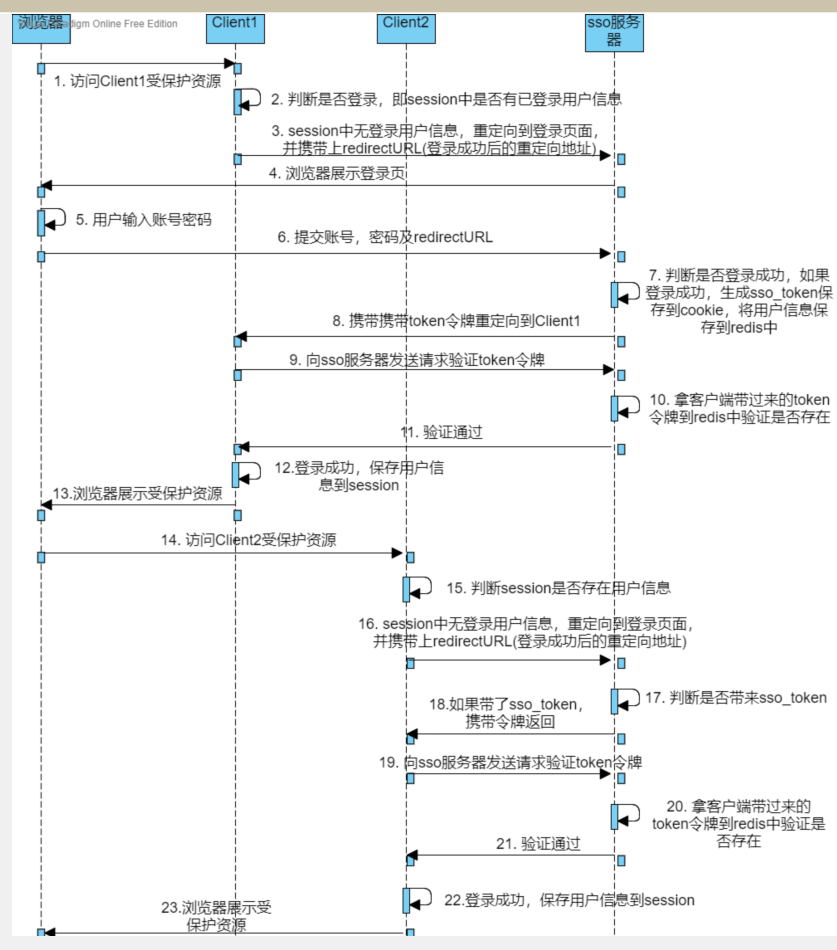 浏览器
adigm Online Free Edition
Client1
Client2
sso服务
器
1. 访问Client1受保护资源
2. 判断是否登录，即session中是否有已登录用户信息
3. session中无登录用户信息，重定向到登录页面，
并携带上redirectURL(登录成功后的重定向地址)
4. 浏览器展示登录页
5. 用户输入账号密码
6. 提交账号，密码及redirectURL
7. 判断是否登录成功，如果
登录成功，生成sso_token保
存到cookie，将用户信息保
存到redis中
8. 携带携带token令牌重定向到Client1
9. 向sso服务器发送请求验证token令牌
10. 拿客户端带过来的token
令牌到redis中验证是否存在
11. 验证通过
12.登录成功，保存用户信
息到session
13.浏览器展示受保护资源
14. 访问Client2受保护资源
15. 判断session是否存在用户信息
16. session中无登录用户信息，重定向到登录页面，
并携带上redirectURL(登录成功后的重定向地址)
17. 判断是否带来sso_token
18.如果带了sso_token，
携带令牌返回
19. 向sso服务器发送请求验证token令牌
20. 拿客户端带过来的
token令牌到redis中验证是
否存在
21. 验证通过
22.登录成功，保存用户信息到session
23.浏览器展示受
保护资源